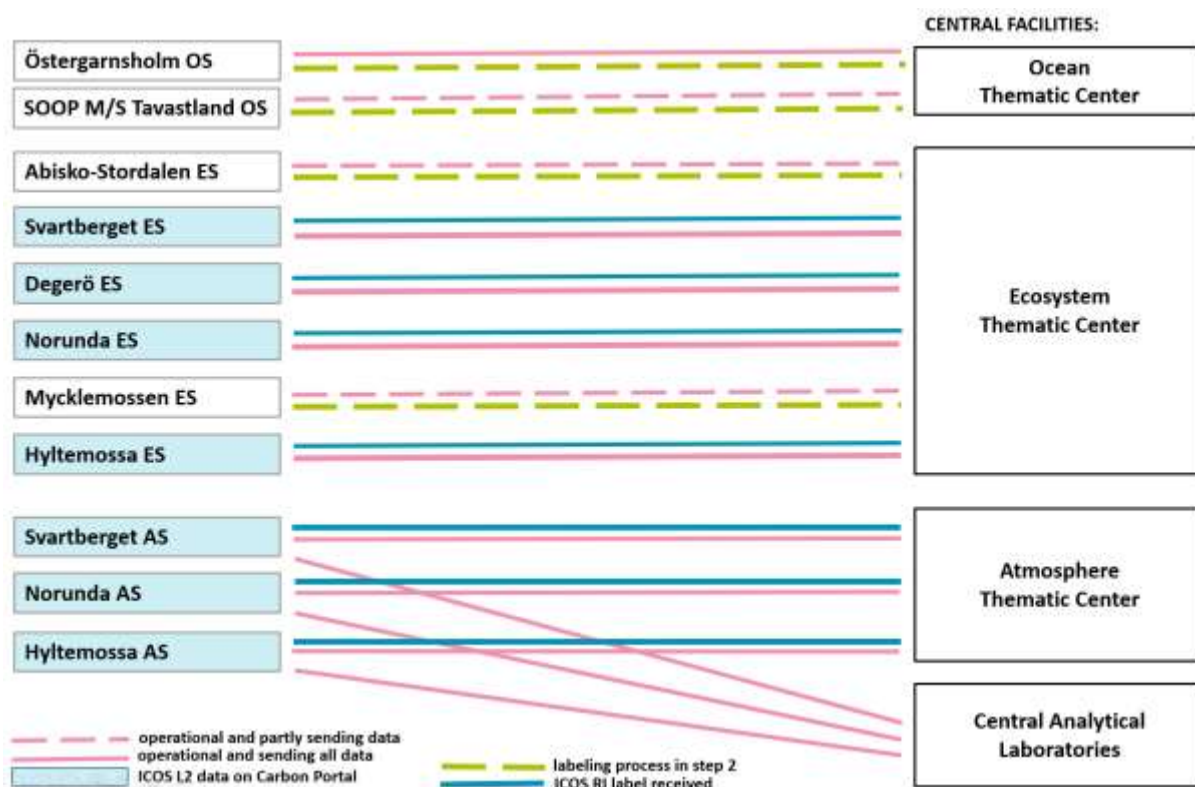 CENTRAL FACILITIES:
Östergarnsholm OS
Ocean
Thematic Center
SOOP M/S Tavastland OS
Abisko-Stordalen ES
Svartberget ES
Degerö ES
Ecosystem
Thematic Center
Norunda ES
Mycklemossen ES
Hyltemossa ES
Svartberget AS
Atmosphere
Thematic Center
Norunda AS
Hyltemossa AS
Central Analytical
Laboratories
operational and partly sending data
operational and sending all data
ICOS L2 data on Carbon Portal
labeling process in step 2
ICOS RI label received